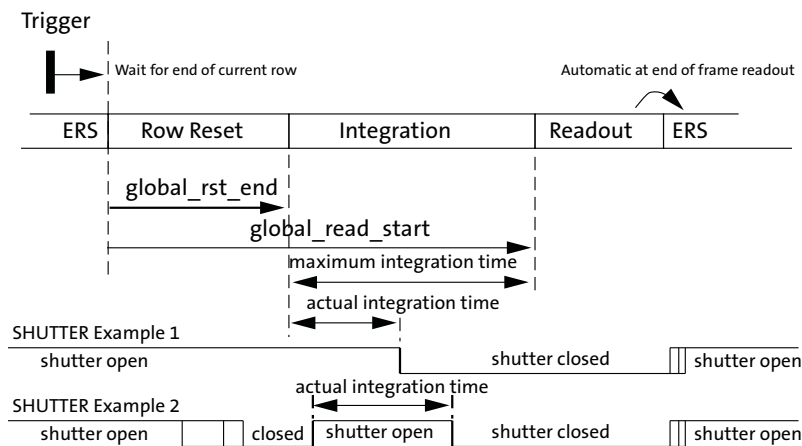 Trigger
Wait for end of current row
Automatic at end of frame readout
ERS Row Reset Integration Readout ERS
global_rst_end
global_read_start
maximum integration time
actual integration time
SHUTTER Example 1
shutter open shutter closed shutter open
actual integration time
SHUTTER Example 2
shutter open closed shutter open shutter closed shutter open